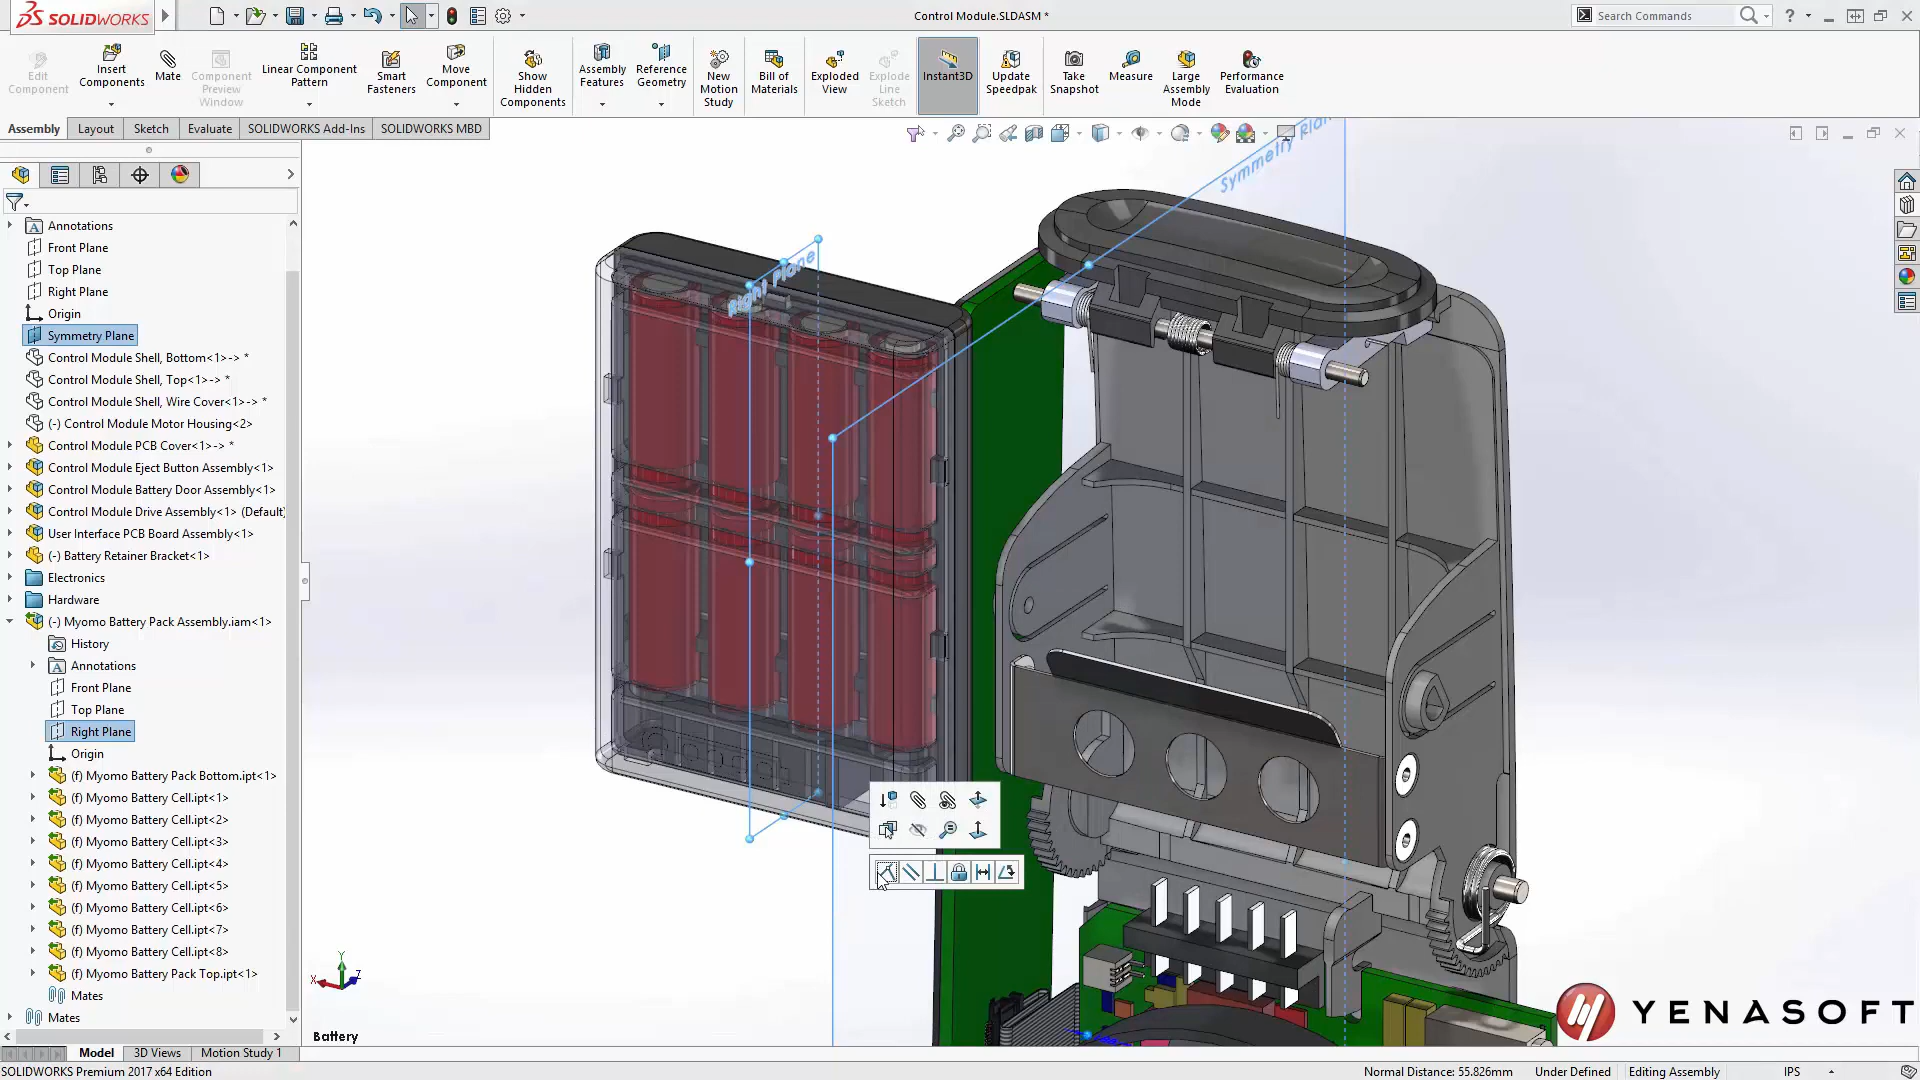 SOLIDWORKS
Control Module.SLDASM *
Search Commands
Edit Component
Insert Components
Mate
Component Preview Window
Linear Component Pattern
Smart Fasteners
Move Component
Show Hidden Components
Assembly Features
Reference Geometry
New Motion Study
Bill of Materials
Exploded View
Explode Line Sketch
Instant3D
Update Speedpak
Take Snapshot
Measure
Large Assembly Mode
Performance Evaluation
Assembly
Layout
Sketch
Evaluate
SOLIDWORKS Add-Ins
SOLIDWORKS MBD
Annotations
Front Plane
Top Plane
Right Plane
Origin
Symmetry Plane
Control Module Shell, Bottom<1>-> *
Control Module Shell, Top<1>-> *
Control Module Shell, Wire Cover<1>-> *
(-) Control Module Motor Housing<2>
Control Module PCB Cover<1>-> *
Control Module Eject Button Assembly<1>
Control Module Battery Door Assembly<1>
Control Module Drive Assembly<1> (Default)
User Interface PCB Board Assembly<1>
(-) Battery Retainer Bracket<1>
Electronics
Hardware
(-) Myomo Battery Pack Assembly.iam<1>
History
Annotations
Front Plane
Top Plane
Right Plane
Origin
(f) Myomo Battery Pack Bottom.ipt<1>
(f) Myomo Battery Cell.ipt<1>
(f) Myomo Battery Cell.ipt<2>
(f) Myomo Battery Cell.ipt<3>
(f) Myomo Battery Cell.ipt<4>
(f) Myomo Battery Cell.ipt<5>
(f) Myomo Battery Cell.ipt<6>
(f) Myomo Battery Cell.ipt<7>
(f) Myomo Battery Cell.ipt<8>
(f) Myomo Battery Pack Top.ipt<1>
Mates
Mates
Symmetry Plane
Right Plane
Y
X
Z
Battery
YENASOFT
Model
3D Views
Motion Study 1
SOLIDWORKS Premium 2017 x64 Edition
Normal Distance: 55.826mm
Under Defined
Editing Assembly
IPS